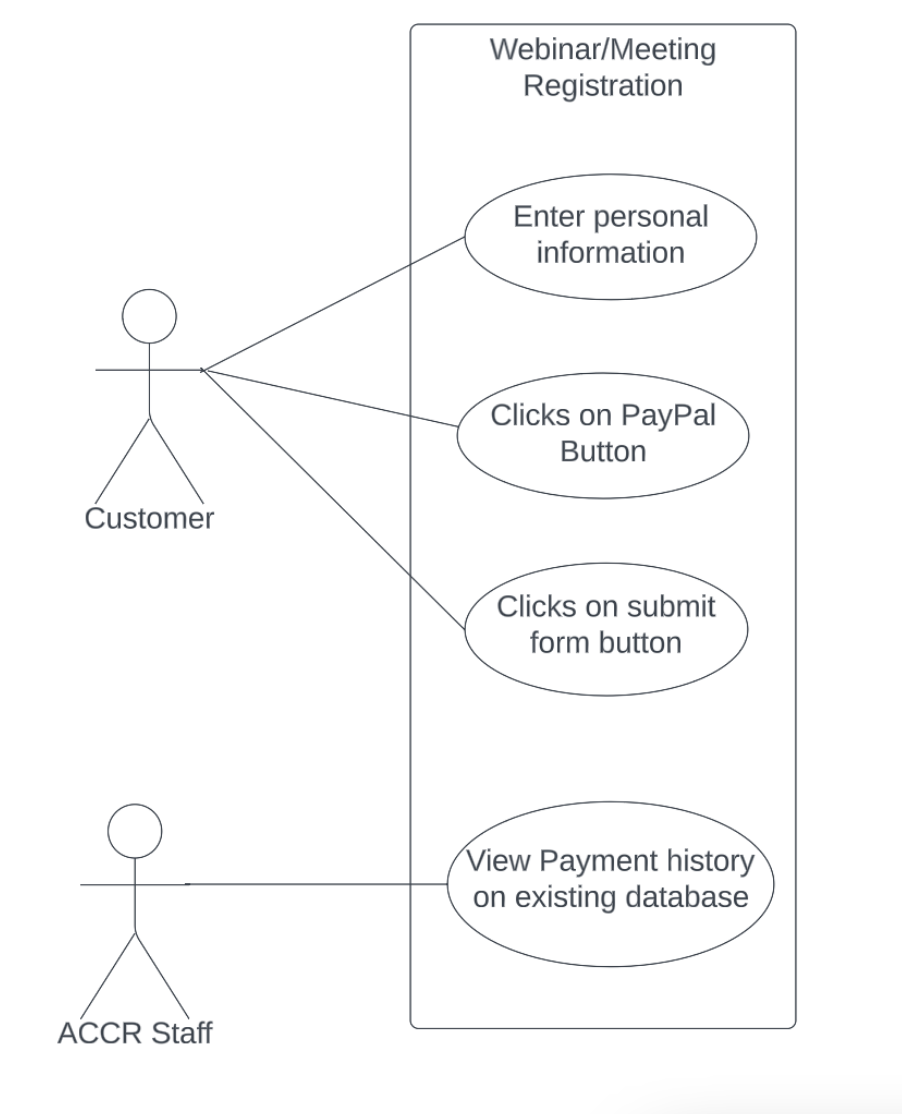 Webinar/Meeting
Registration
Enter personal
information
Clicks on PayPal
Button
Customer
Clicks on submit
form button
View Payment history
on existing database
ACCR Staff